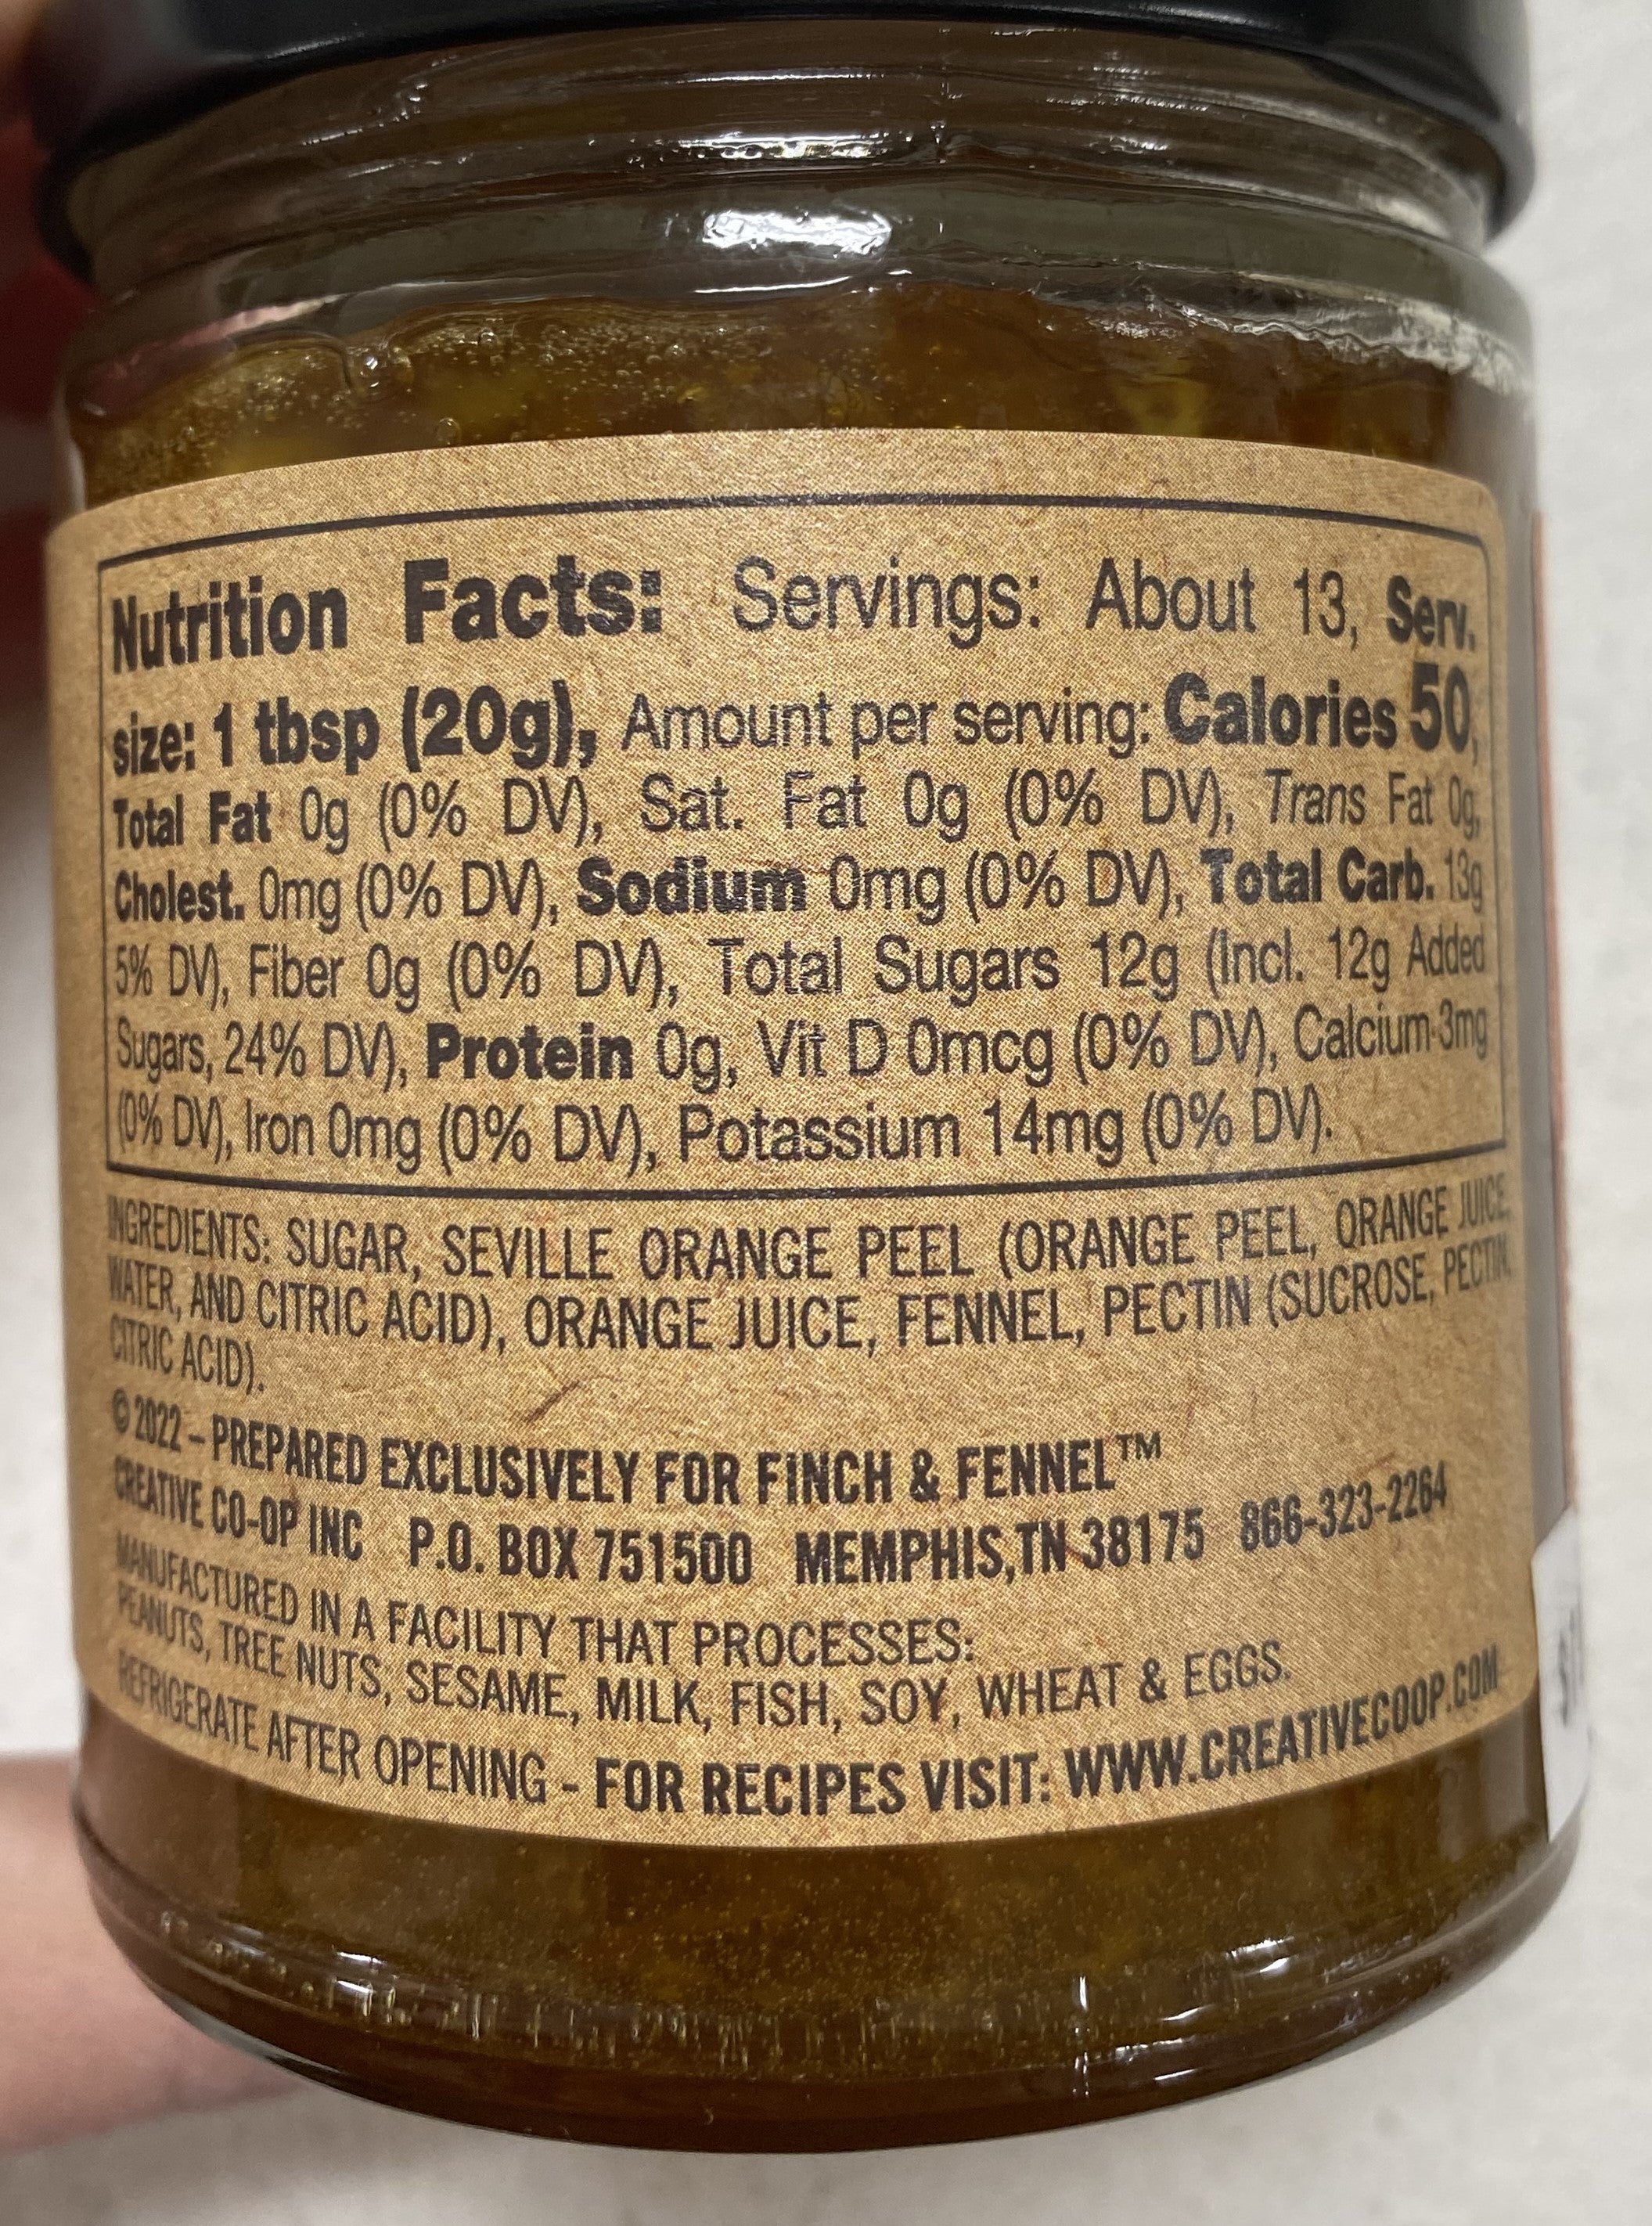 Nutrition Facts: Servings: About 13, Serv.
size: 1 tbsp (20g), Amount per serving: Calories 50,
Total Fat 0g (0% DV), Sat. Fat 0g (0% DV), Trans Fat 0g,
Cholest. 0mg (0% DV), Sodium 0mg (0% DV), Total Carb. 13g
5% DV), Fiber 0g (0% DV), Total Sugars 12g (Incl. 12g Added
Sugars, 24% DV), Protein 0g, Vit D 0mcg (0% DV), Calcium 3mg
(0% DV), Iron 0mg (0% DV), Potassium 14mg (0% DV).
INGREDIENTS: SUGAR, SEVILLE ORANGE PEEL (ORANGE PEEL, ORANGE JUICE,
WATER, AND CITRIC ACID), ORANGE JUICE, FENNEL, PECTIN (SUCROSE, PECTIN,
CITRIC ACID).
© 2022 – PREPARED EXCLUSIVELY FOR FINCH & FENNEL™
CREATIVE CO-OP INC P.O. BOX 751500 MEMPHIS, TN 38175 866-323-2264
MANUFACTURED IN A FACILITY THAT PROCESSES:
PEANUTS, TREE NUTS, SESAME, MILK, FISH, SOY, WHEAT & EGGS.
REFRIGERATE AFTER OPENING - FOR RECIPES VISIT: WWW.CREATIVECOOP.COM